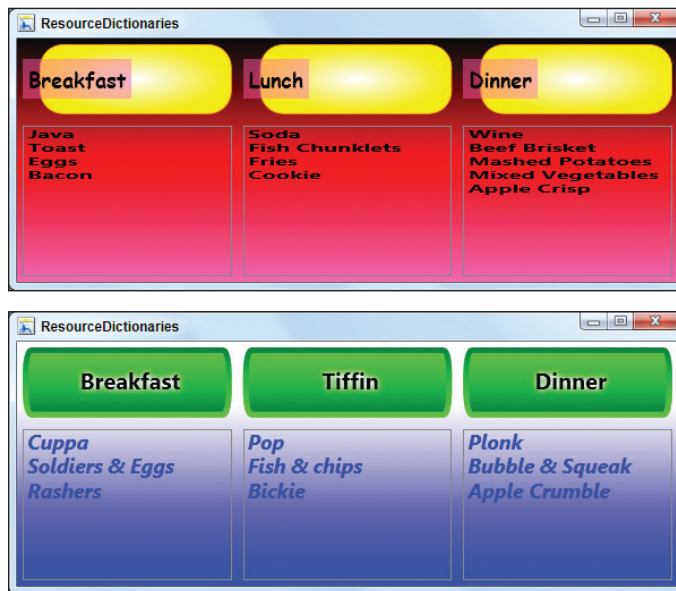 ResourceDictionaries
Breakfast Lunch Dinner
Java Soda Wine
Toast Fish Chunklets Beef Brisket
Eggs Fries Mashed Potatoes
Bacon Cookie Mixed Vegetables
Apple Crisp
ResourceDictionaries
Breakfast Tiffin Dinner
Cuppa Pop Plonk
Soldiers & Eggs Fish & chips Bubble & Squeak
Rashers Bickie Apple Crumble